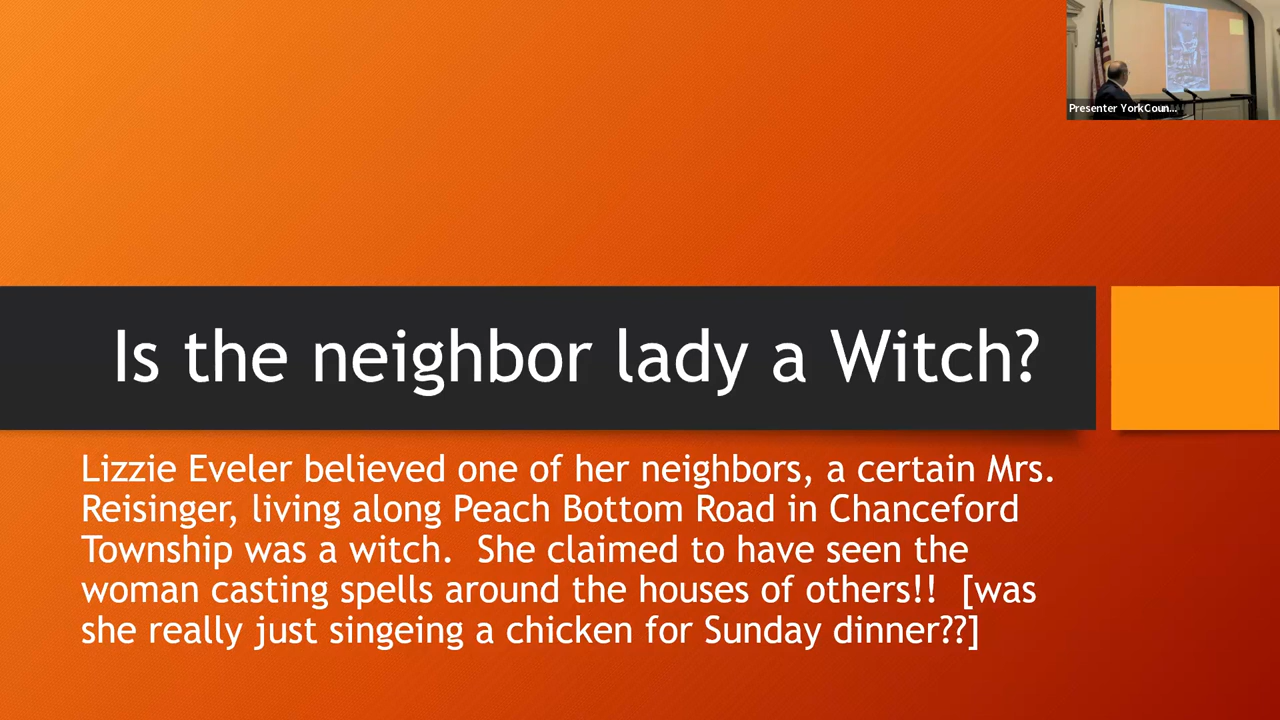 Presenter YorkCoun...
Is the neighbor lady a Witch?
Lizzie Eveler believed one of her neighbors, a certain Mrs.
Reisinger, living along Peach Bottom Road in Chanceford
Township was a witch.  She claimed to have seen the
woman casting spells around the houses of others!!  [was
she really just singeing a chicken for Sunday dinner??]